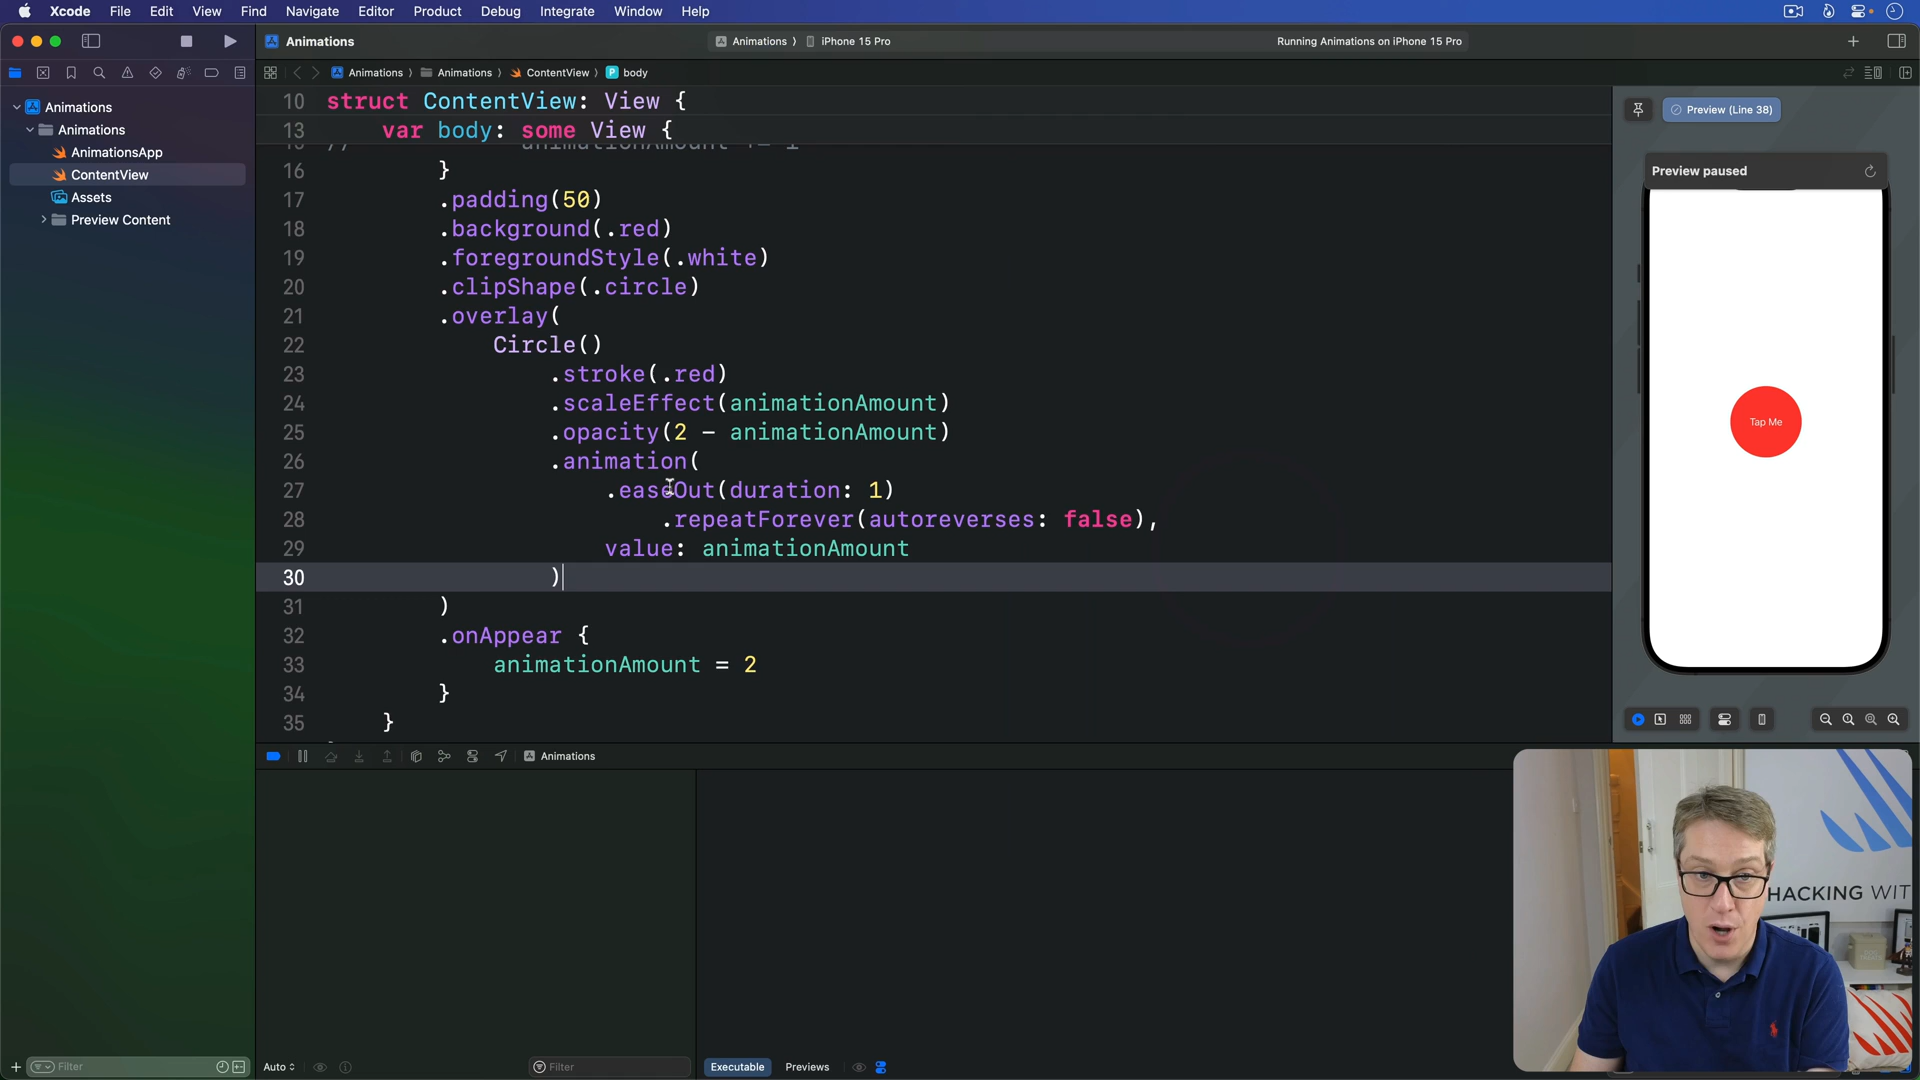 Xcode File Edit View Find Navigate Editor Product Debug Integrate Window Help
Animations
Animations 〉 iPhone 15 Pro
Running Animations on iPhone 15 Pro
Animations 〉 Animations 〉 ContentView 〉 P body
Animations
Animations
AnimationsApp
ContentView
Assets
Preview Content
10 struct ContentView: View {
13 var body: some View {
// animationAmount += 1
16 }
17 .padding(50)
18 .background(.red)
19 .foregroundStyle(.white)
20 .clipShape(.circle)
21 .overlay(
22 Circle()
23 .stroke(.red)
24 .scaleEffect(animationAmount)
25 .opacity(2 - animationAmount)
26 .animation(
27 .easeOut(duration: 1)
28 .repeatForever(autoreverses: false),
29 value: animationAmount
30 )
31 )
32 .onAppear {
33 animationAmount = 2
34 }
35 }
Preview (Line 38)
Preview paused
Tap Me
Animations
HACKING WIT
Filter
Auto
Filter
Executable
Previews